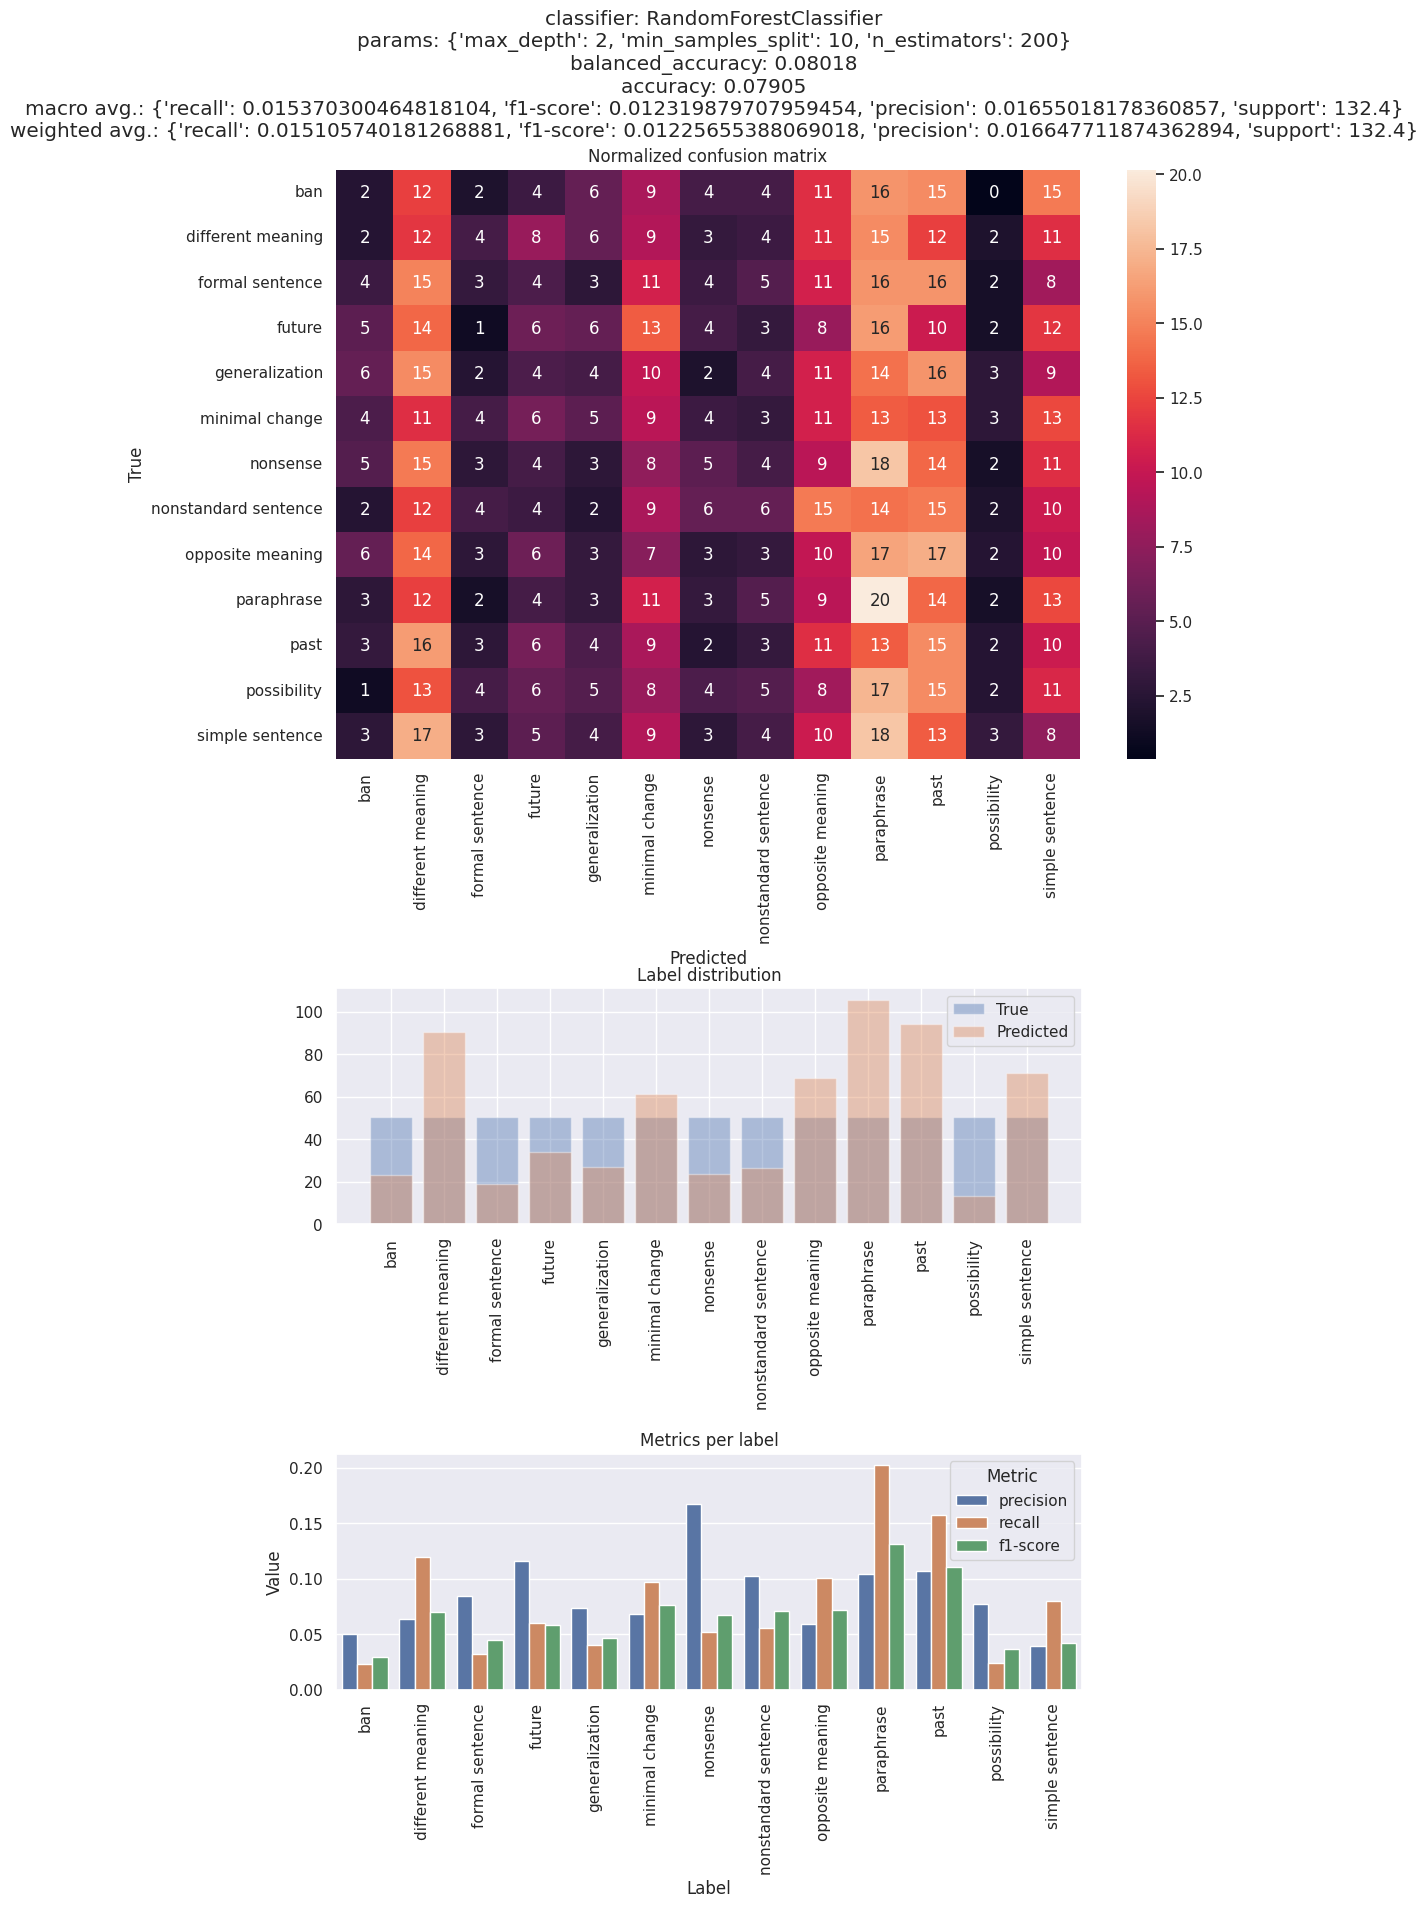 classifier: RandomForestClassifier
params: {'max_depth': 2, 'min_samples_split': 10, 'n_estimators': 200}
balanced_accuracy: 0.08018
accuracy: 0.07905
macro avg.: {'recall': 0.015370300464818104, 'f1-score': 0.012319879707959454, 'precision': 0.01655018178360857, 'support': 132.4}
weighted avg.: {'recall': 0.015105740181268881, 'f1-score': 0.01225655388069018, 'precision': 0.016647711874362894, 'support': 132.4}
Normalized confusion matrix
True
ban 2 12 2 4 6 9 4 4 11 16 15 0 15
different meaning 2 12 4 8 6 9 3 4 11 15 12 2 11
formal sentence 4 15 3 4 3 11 4 5 11 16 16 2 8
future 5 14 1 6 6 13 4 3 8 16 10 2 12
generalization 6 15 2 4 4 10 2 4 11 14 16 3 9
minimal change 4 11 4 6 5 9 4 3 11 13 13 3 13
nonsense 5 15 3 4 3 8 5 4 9 18 14 2 11
nonstandard sentence 2 12 4 4 2 9 6 6 15 14 15 2 10
opposite meaning 6 14 3 6 3 7 3 3 10 17 17 2 10
paraphrase 3 12 2 4 3 11 3 5 9 20 14 2 13
past 3 16 3 6 4 9 2 3 11 13 15 2 10
possibility 1 13 4 6 5 8 4 5 8 17 15 2 11
simple sentence 3 17 3 5 4 9 3 4 10 18 13 3 8
20.0
17.5
15.0
12.5
10.0
7.5
5.0
2.5
ban
different meaning
formal sentence
future
generalization
minimal change
nonsense
nonstandard sentence
opposite meaning
paraphrase
past
possibility
simple sentence
Predicted
Label distribution
True
Predicted
100
80
60
40
20
0
ban
different meaning
formal sentence
future
generalization
minimal change
nonsense
nonstandard sentence
opposite meaning
paraphrase
past
possibility
simple sentence
Metrics per label
Metric
precision
recall
f1-score
Value
0.20
0.15
0.10
0.05
0.00
ban
different meaning
formal sentence
future
generalization
minimal change
nonsense
nonstandard sentence
opposite meaning
paraphrase
past
possibility
simple sentence
Label